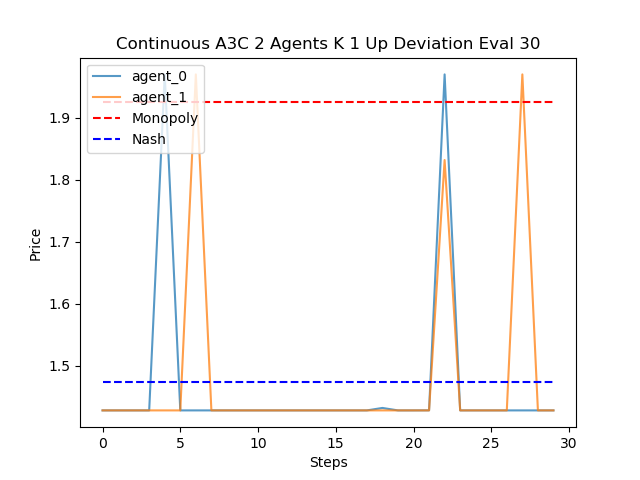 Continuous A3C 2 Agents K 1 Up Deviation Eval 30
agent_0
agent_1
Monopoly
Nash
Price
1.9
1.8
1.7
1.6
1.5
0 5 10 15 20 25 30
Steps